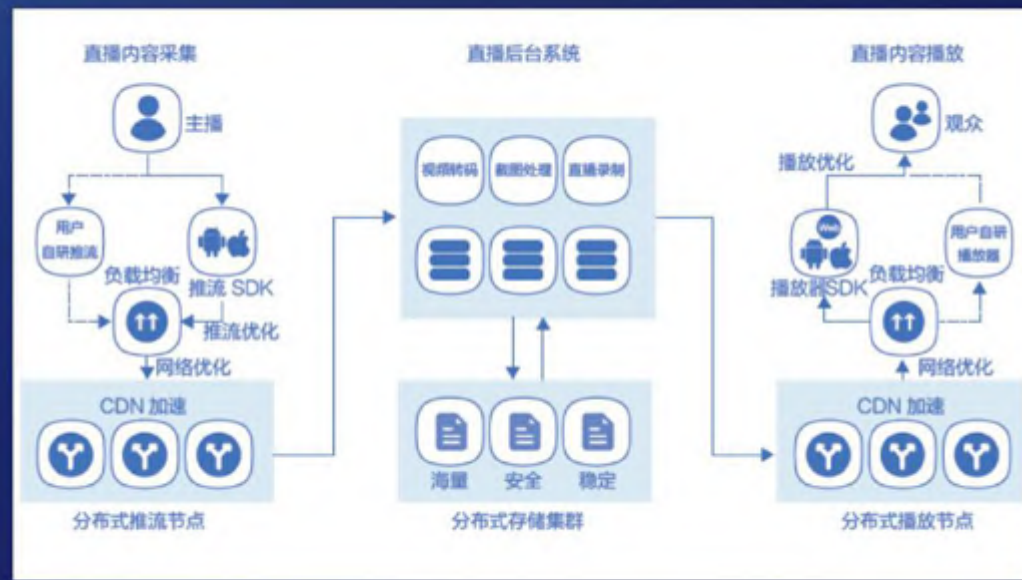 直播内容采集
直播后台系统
直播内容播放
主播
观众
播放优化
视频转码
截图处理
直播录制
用户
自研推流
Web
用户自研
播放器
负载均衡
推流 SDK
推流优化
网络优化
播放器SDK
负载均衡
网络优化
CDN 加速
CDN 加速
海量
安全
稳定
分布式推流节点
分布式存储集群
分布式播放节点